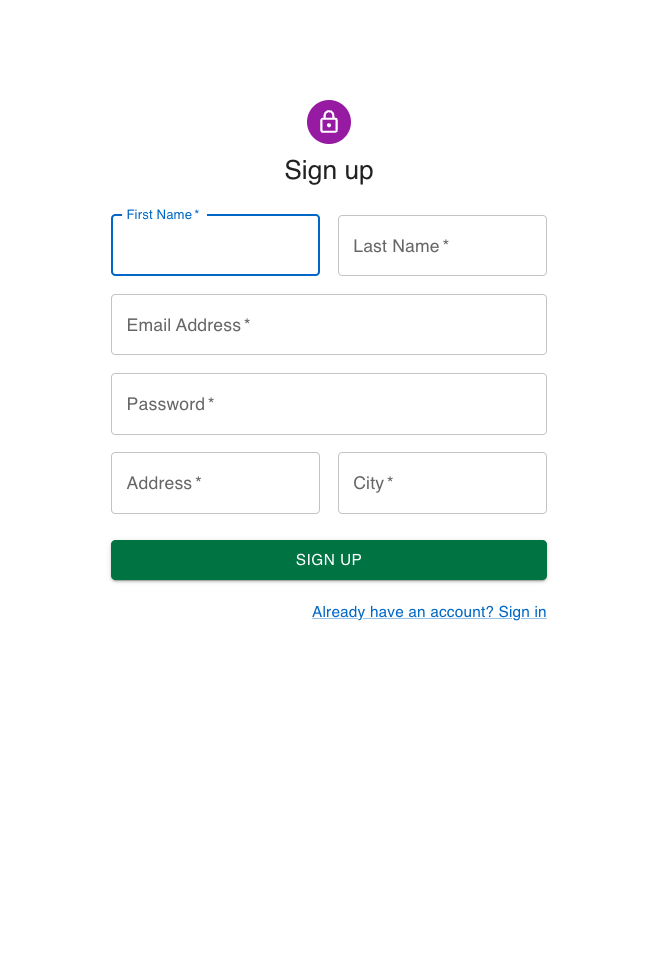 Sign up
First Name *
Last Name *
Email Address *
Password *
Address *
City *
SIGN UP
Already have an account? Sign in